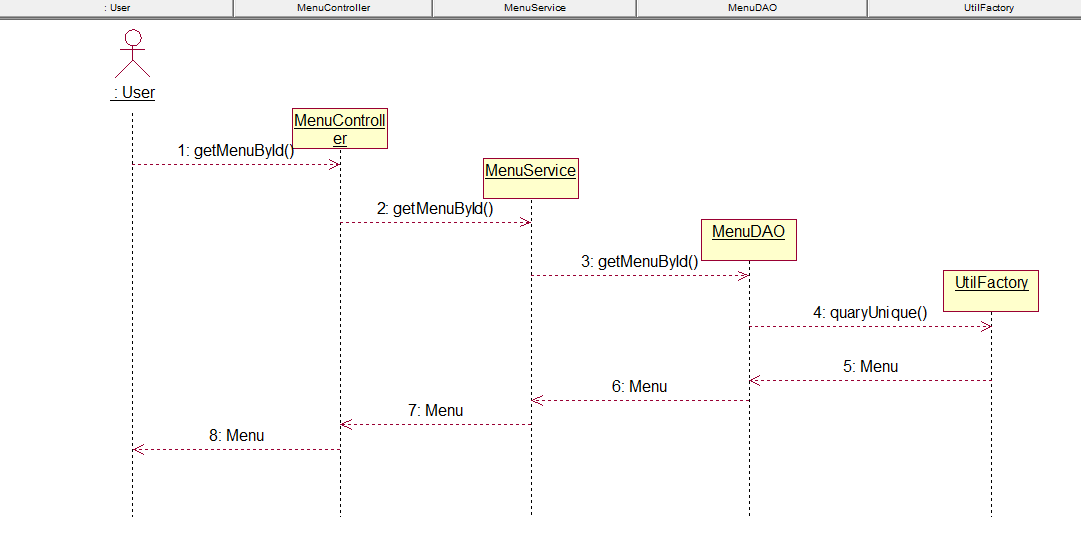 : User
MenuController
MenuService
MenuDAO
UtilFactory
: User
MenuControll
er
1: getMenuById()
MenuService
2: getMenuById()
MenuDAO
3: getMenuById()
UtilFactory
4: quaryUnique()
5: Menu
6: Menu
7: Menu
8: Menu